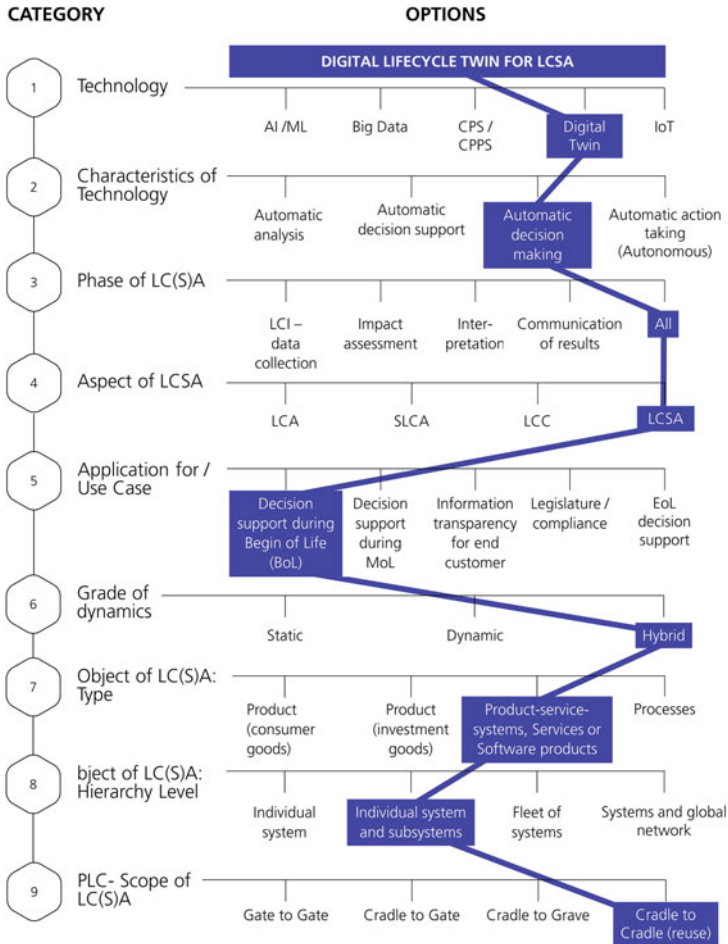 CATEGORY OPTIONS
DIGITAL LIFECYCLE TWIN FOR LCSA
1
Technology
AI /ML
Big Data
CPS /
CPPS
Digital
Twin
IoT
2
Characteristics of
Technology
Automatic
analysis
Automatic
decision support
Automatic
decision
making
Automatic action
taking
(Autonomous)
3
Phase of LC(S)A
LCI –
data
collection
Impact
assessment
Inter-
pretation
Communication
of results
All
4
Aspect of LCSA
LCA
SLCA
LCC
LCSA
5
Application for /
Use Case
Decision
support during
Begin of Life
(BoL)
Decision
support
during
MoL
Information
transparency
for end
customer
Legislature /
compliance
EoL
decision
support
6
Grade of
dynamics
Static
Dynamic
Hybrid
7
Object of LC(S)A:
Type
Product
(consumer
goods)
Product
(investment
goods)
Product-service-
systems, Services or
Software products
Processes
8
bject of LC(S)A:
Hierarchy Level
Individual
system
Individual system
and subsystems
Fleet of
systems
Systems and global
network
9
PLC- Scope of
LC(S)A
Gate to Gate
Cradle to Gate
Cradle to Grave
Cradle to
Cradle (reuse)